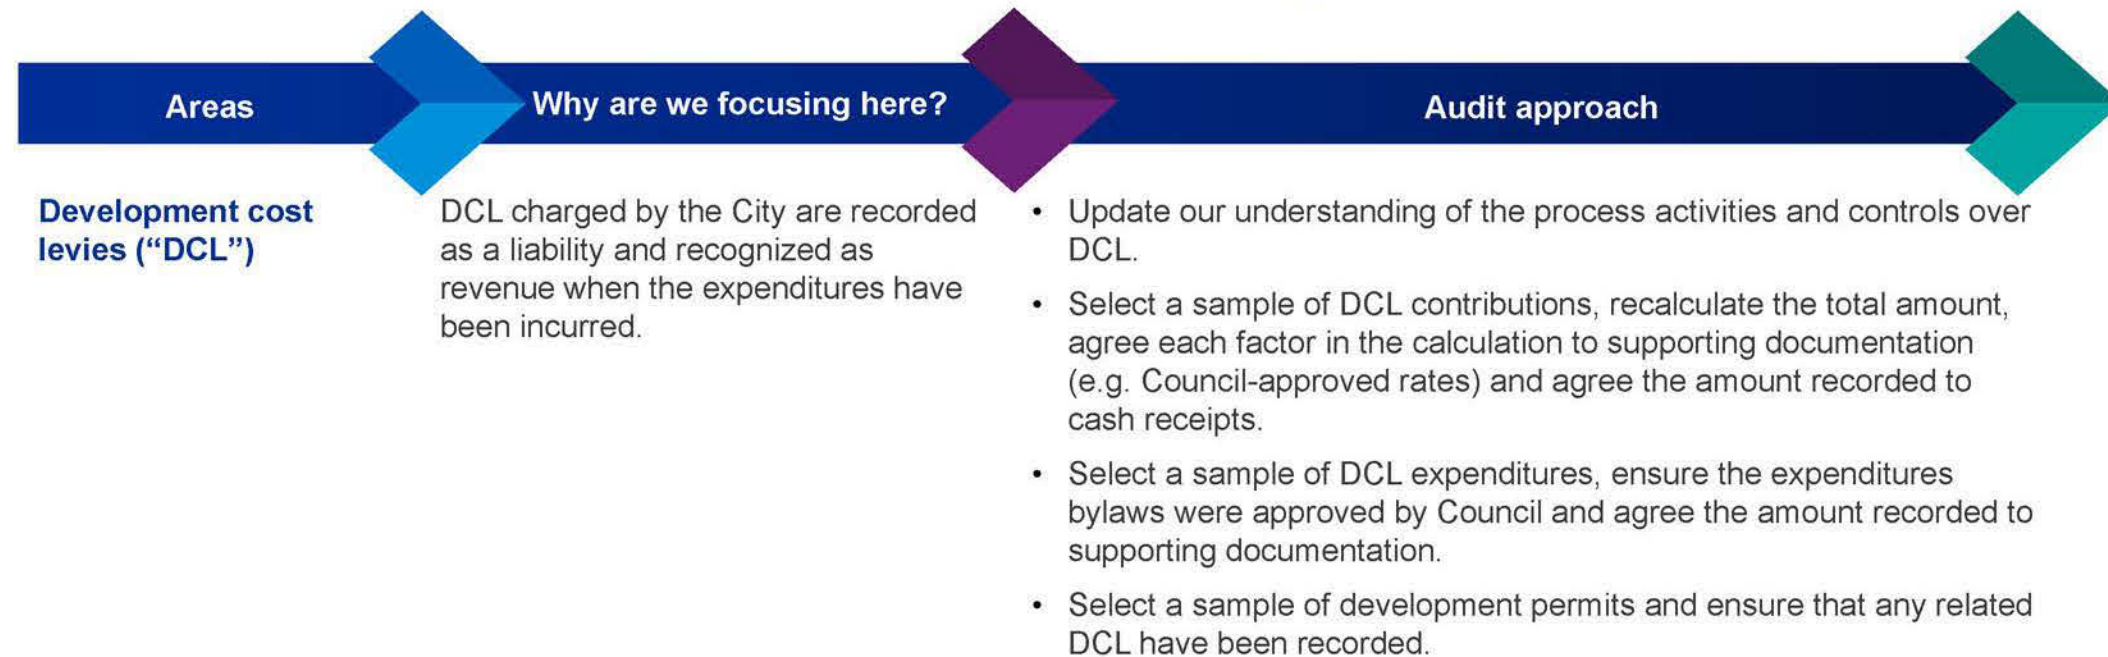 Areas
Why are we focusing here?
Audit approach
Development cost
levies (“DCL”)
DCL charged by the City are recorded
as a liability and recognized as
revenue when the expenditures have
been incurred.
• Update our understanding of the process activities and controls over
DCL.
• Select a sample of DCL contributions, recalculate the total amount,
agree each factor in the calculation to supporting documentation
(e.g. Council-approved rates) and agree the amount recorded to
cash receipts.
• Select a sample of DCL expenditures, ensure the expenditures
bylaws were approved by Council and agree the amount recorded to
supporting documentation.
• Select a sample of development permits and ensure that any related
DCL have been recorded.